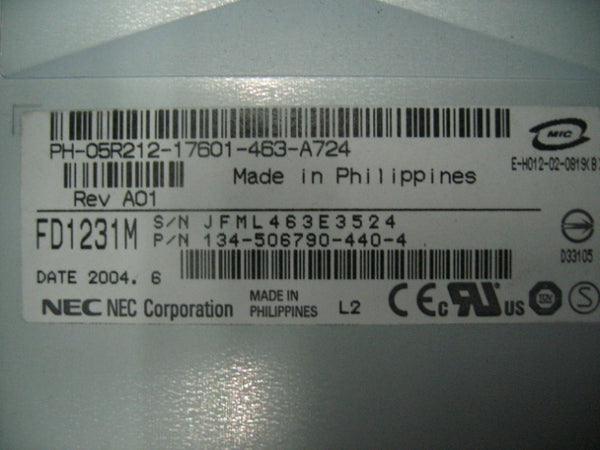 PH-05R212-17601-463-A724
MIC
E-H012-02-0819(B)
Rev A01
Made in Philippines
FD1231M
S/N JFML463E3524
P/N 134-506790-440-4
D33105
DATE 2004. 6
NEC NEC Corporation
MADE IN
PHILIPPINES
L2
CE
c UR US
S